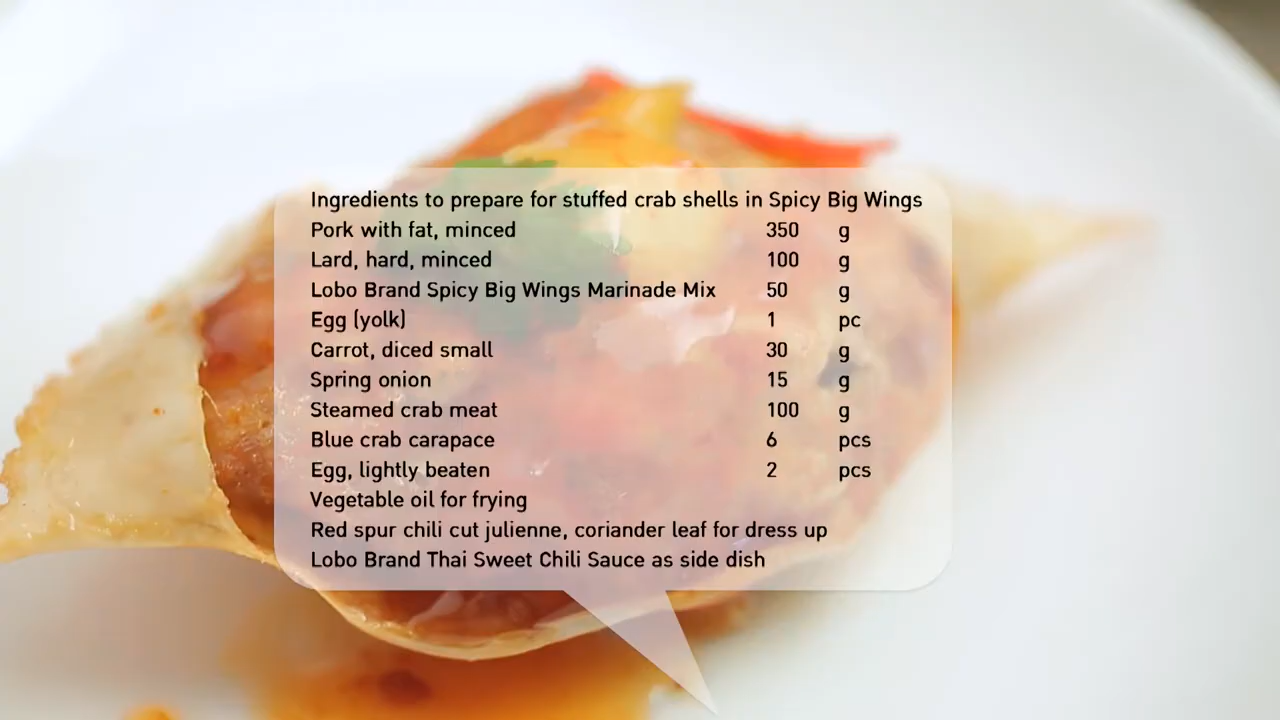 Ingredients to prepare for stuffed crab shells in Spicy Big Wings
Pork with fat, minced 350 g
Lard, hard, minced 100 g
Lobo Brand Spicy Big Wings Marinade Mix 50 g
Egg (yolk) 1 pc
Carrot, diced small 30 g
Spring onion 15 g
Steamed crab meat 100 g
Blue crab carapace 6 pcs
Egg, lightly beaten 2 pcs
Vegetable oil for frying
Red spur chili cut julienne, coriander leaf for dress up
Lobo Brand Thai Sweet Chili Sauce as side dish